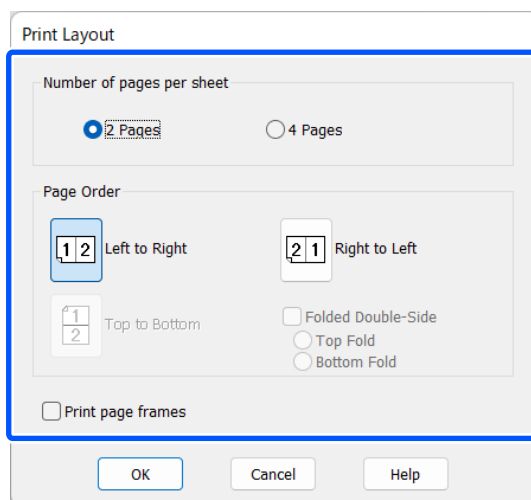 Print Layout
Number of pages per sheet
2 Pages 4 Pages
Page Order
1 2 Left to Right 2 1 Right to Left
1
2
Top to Bottom
Folded Double-Side
Top Fold
Bottom Fold
Print page frames
OK Cancel Help